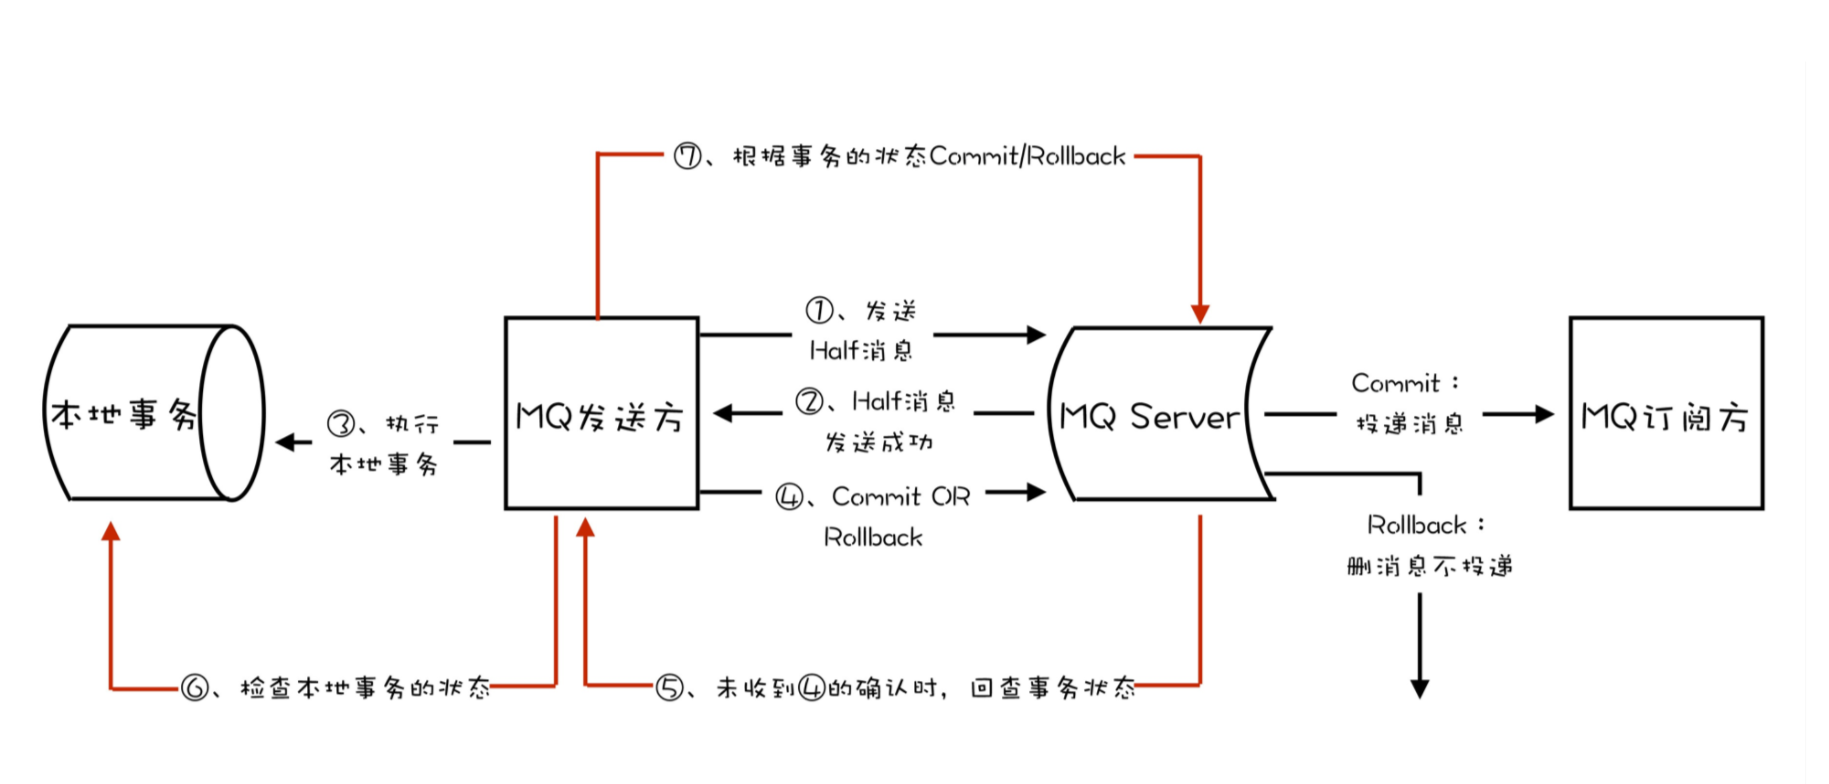 ⑦、根据事务的状态Commit/Rollback
①、发送
Half消息
本地事务
③、执行
本地事务
MQ发送方
②、Half消息
发送成功
MQ Server
Commit：
投递消息
MQ订阅方
④、Commit OR
Rollback
Rollback：
删消息不投递
⑥、检查本地事务的状态
⑤、未收到④的确认时，回查事务状态